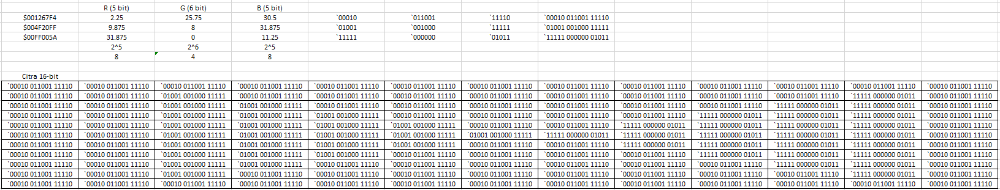 R (5 bit) G (6 bit) B (5 bit)
$001267F4 2.25 25.75 30.5 `00010 `011001 `11110 `00010 011001 11110
$004F20FF 9.875 8 31.875 `01001 `001000 `11111 `01001 001000 11111
$00FF005A 31.875 0 11.25 `11111 `000000 `01011 `11111 000000 01011
2^5 2^6 2^5
8 4 8
Citra 16-bit
`00010 011001 11110 `00010 011001 11110 `00010 011001 11110 `00010 011001 11110 `00010 011001 11110 `00010 011001 11110 `00010 011001 11110 `00010 011001 11110 `00010 011001 11110 `00010 011001 11110 `00010 011001 11110 `00010 011001 11110 `00010 011001 11110
`00010 011001 11110 `00010 011001 11110 `01001 001000 11111 `00010 011001 11110 `00010 011001 11110 `00010 011001 11110 `00010 011001 11110 `00010 011001 11110 `00010 011001 11110 `00010 011001 11110 `00010 011001 11110 `11111 000000 01011 `00010 011001 11110
`00010 011001 11110 `00010 011001 11110 `01001 001000 11111 `01001 001000 11111 `00010 011001 11110 `00010 011001 11110 `00010 011001 11110 `00010 011001 11110 `00010 011001 11110 `00010 011001 11110 `11111 000000 01011 `11111 000000 01011 `00010 011001 11110
`00010 011001 11110 `00010 011001 11110 `01001 001000 11111 `01001 001000 11111 `01001 001000 11111 `00010 011001 11110 `00010 011001 11110 `00010 011001 11110 `00010 011001 11110 `11111 000000 01011 `11111 000000 01011 `11111 000000 01011 `00010 011001 11110
`00010 011001 11110 `00010 011001 11110 `01001 001000 11111 `01001 001000 11111 `01001 001000 11111 `01001 001000 11111 `00010 011001 11110 `00010 011001 11110 `11111 000000 01011 `11111 000000 01011 `11111 000000 01011 `11111 000000 01011 `00010 011001 11110
`00010 011001 11110 `00010 011001 11110 `01001 001000 11111 `01001 001000 11111 `01001 001000 11111 `01001 001000 11111 `01001 001000 11111 `11111 000000 01011 `11111 000000 01011 `11111 000000 01011 `11111 000000 01011 `11111 000000 01011 `00010 011001 11110
`00010 011001 11110 `00010 011001 11110 `01001 001000 11111 `01001 001000 11111 `01001 001000 11111 `01001 001000 11111 `00010 011001 11110 `00010 011001 11110 `11111 000000 01011 `11111 000000 01011 `11111 000000 01011 `11111 000000 01011 `00010 011001 11110
`00010 011001 11110 `00010 011001 11110 `01001 001000 11111 `01001 001000 11111 `01001 001000 11111 `00010 011001 11110 `00010 011001 11110 `00010 011001 11110 `00010 011001 11110 `11111 000000 01011 `11111 000000 01011 `11111 000000 01011 `00010 011001 11110
`00010 011001 11110 `00010 011001 11110 `01001 001000 11111 `01001 001000 11111 `00010 011001 11110 `00010 011001 11110 `00010 011001 11110 `00010 011001 11110 `00010 011001 11110 `00010 011001 11110 `11111 000000 01011 `11111 000000 01011 `00010 011001 11110
`00010 011001 11110 `00010 011001 11110 `01001 001000 11111 `00010 011001 11110 `00010 011001 11110 `00010 011001 11110 `00010 011001 11110 `00010 011001 11110 `00010 011001 11110 `00010 011001 11110 `00010 011001 11110 `11111 000000 01011 `00010 011001 11110
`00010 011001 11110 `00010 011001 11110 `00010 011001 11110 `00010 011001 11110 `00010 011001 11110 `00010 011001 11110 `00010 011001 11110 `00010 011001 11110 `00010 011001 11110 `00010 011001 11110 `00010 011001 11110 `00010 011001 11110 `00010 011001 11110